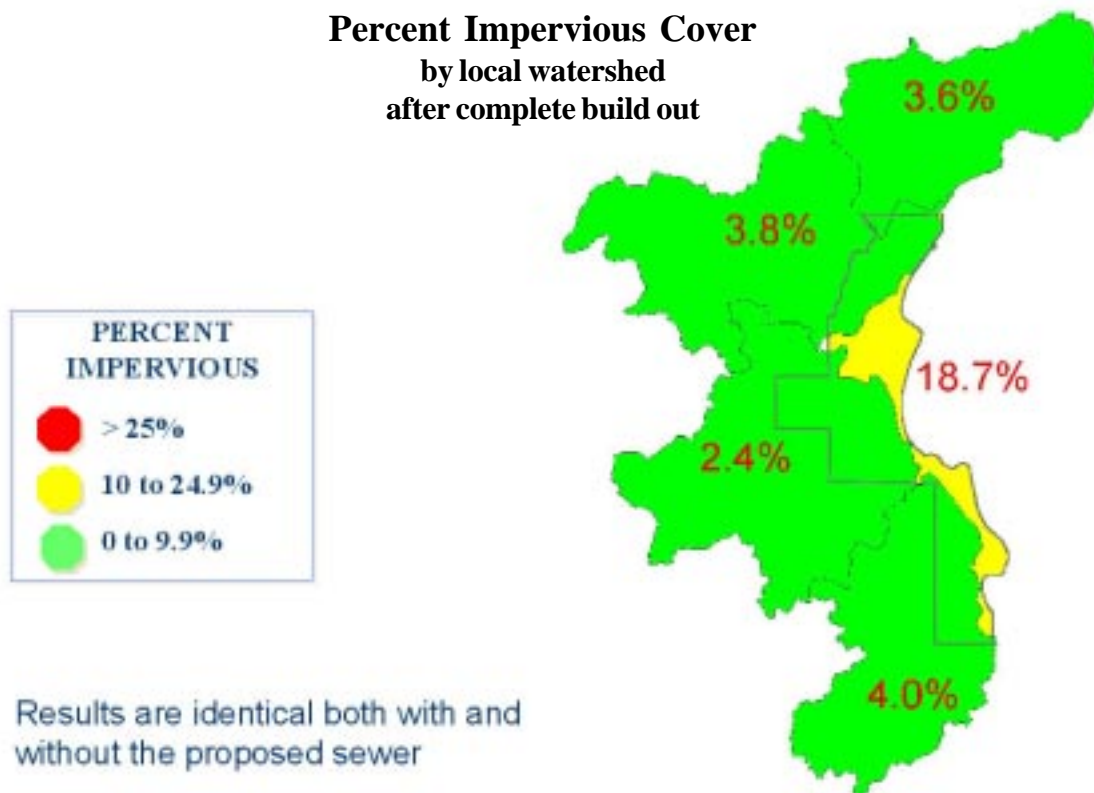 Percent Impervious Cover
by local watershed
after complete build out
3.6%
3.8%
18.7%
2.4%
4.0%
PERCENT
IMPERVIOUS
> 25%
10 to 24.9%
0 to 9.9%
Results are identical both with and
without the proposed sewer